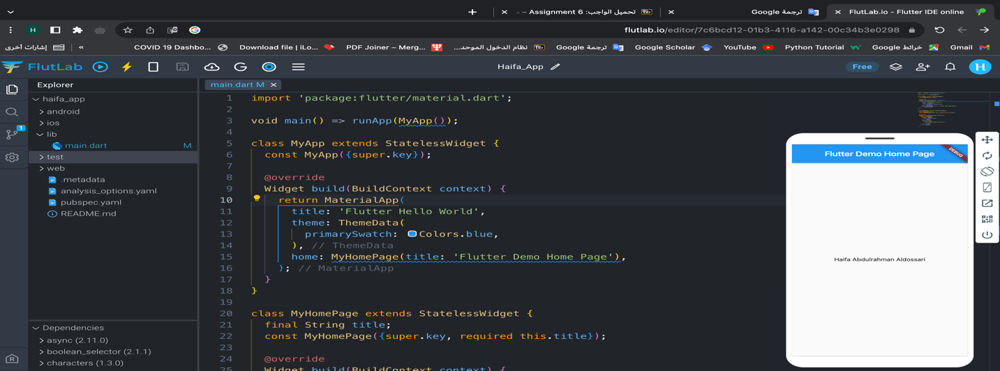 تحميل الواجب: Assignment 6 –
ترجمة Google
FlutLab.io - Flutter IDE online
H
flutlab.io/editor/7c6bcd12-01b3-4116-a142-00c34b3e0298
إشارات أخرى
»
COVID 19 Dashbo...
Download file | iLo...
PDF Joiner – Merg...
نظام الدخول الموحد...
ترجمة Google
Google Scholar
YouTube
Python Tutorial
خرائط Google
Gmail
FlutLab
Haifa_App
Free
H
Explorer
haifa_app
android
ios
lib
main.dart M
test
web
.metadata
analysis_options.yaml
pubspec.yaml
README.md
1
Dependencies
async (2.11.0)
boolean_selector (2.1.1)
characters (1.3.0)
main.dart M
1 import 'package:flutter/material.dart';
2
3 void main() => runApp(MyApp());
4
5 class MyApp extends StatelessWidget {
6 const MyApp({super.key});
7
8 @override
9 Widget build(BuildContext context) {
10 return MaterialApp(
11 title: 'Flutter Hello World',
12 theme: ThemeData(
13 primarySwatch: Colors.blue,
14 ), // ThemeData
15 home: MyHomePage(title: 'Flutter Demo Home Page'),
16 ); // MaterialApp
17 }
18 }
19
20 class MyHomePage extends StatelessWidget {
21 final String title;
22 const MyHomePage({super.key, required this.title});
23
24 @override
25 Widget build(BuildContext context) {
Flutter Demo Home Page
DEBUG
Haifa Abdulrahman Aldossari